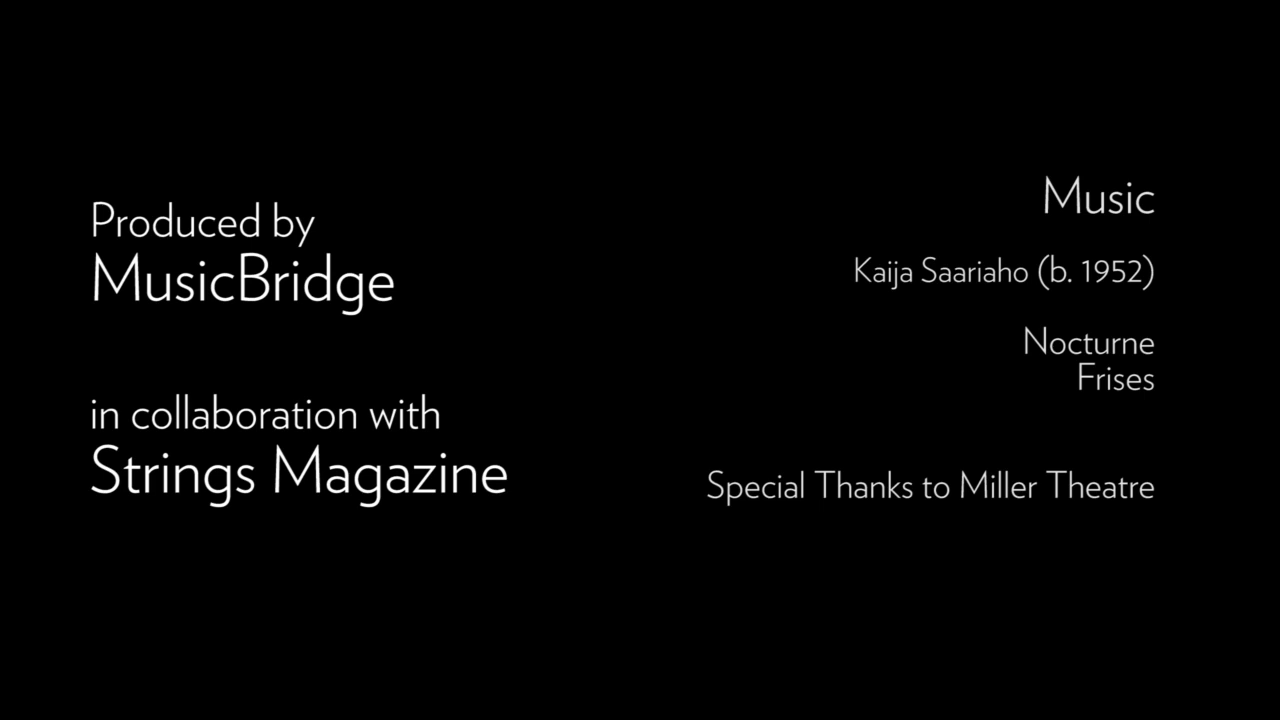 Produced by
MusicBridge
in collaboration with
Strings Magazine
Music
Kaija Saariaho (b. 1952)
Nocturne
Frises
Special Thanks to Miller Theatre